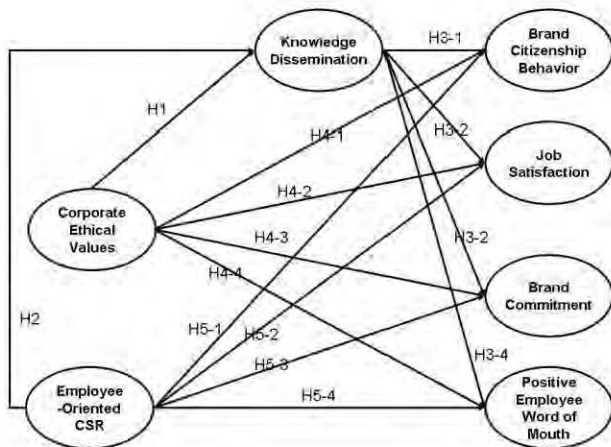 Knowledge
Dissemination
H3-1
Brand
Citizenship
Behavior
H1
H4-1
H3-2
Job
Satisfaction
H4-2
Corporate
Ethical
Values
H4-3
H3-2
H4-4
Brand
Commitment
H2
H5-1
H5-2
H5-3
H3-4
Employee
-Oriented
CSR
H5-4
Positive
Employee
Word of
Mouth